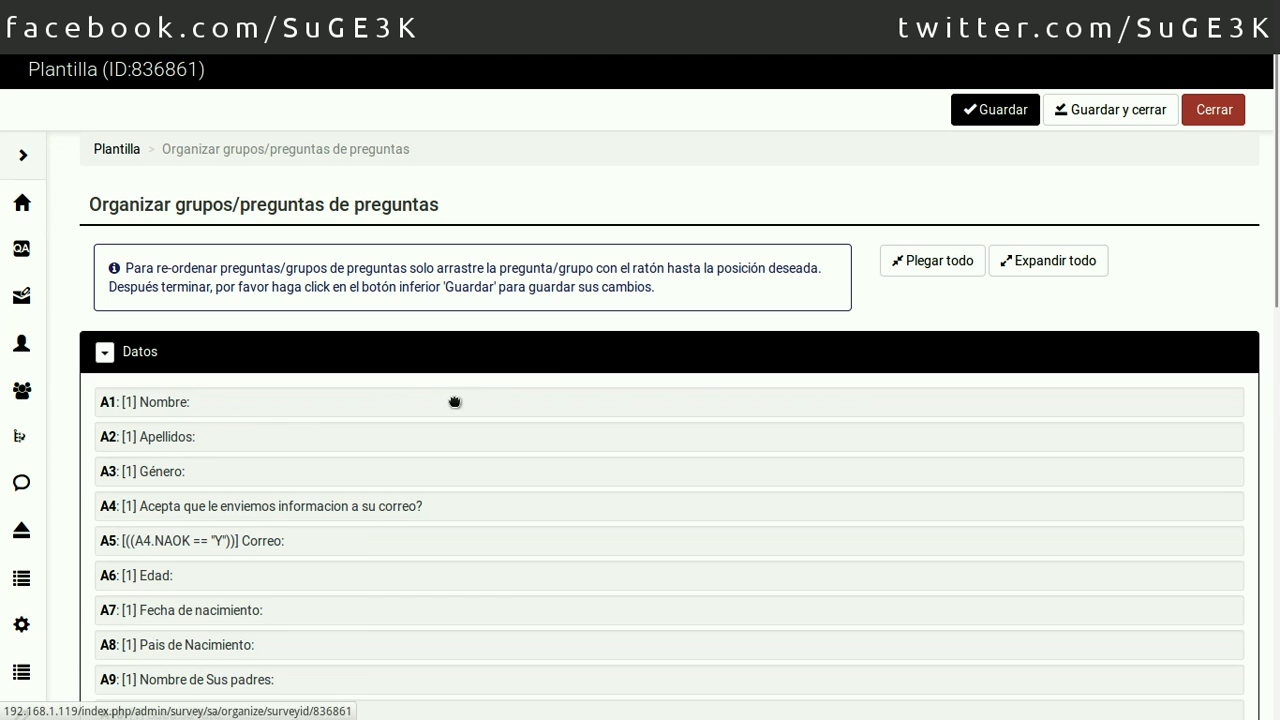 facebook.com/SuGE3K
twitter.com/SuGE3K
Plantilla (ID:836861)
Guardar
Guardar y cerrar
Cerrar
Plantilla > Organizar grupos/preguntas de preguntas
QA
Organizar grupos/preguntas de preguntas
Para re-ordenar preguntas/grupos de preguntas solo arrastre la pregunta/grupo con el ratón hasta la posición deseada.
Después terminar, por favor haga click en el botón inferior 'Guardar' para guardar sus cambios.
Plegar todo
Expandir todo
Datos
A1: [1] Nombre:
A2: [1] Apellidos:
A3: [1] Género:
A4: [1] Acepta que le enviemos informacion a su correo?
A5: [((A4.NAOK == "Y"))] Correo:
A6: [1] Edad:
A7: [1] Fecha de nacimiento:
A8: [1] Pais de Nacimiento:
A9: [1] Nombre de Sus padres:
192.168.1.119/index.php/admin/survey/sa/organize/surveyid/836861